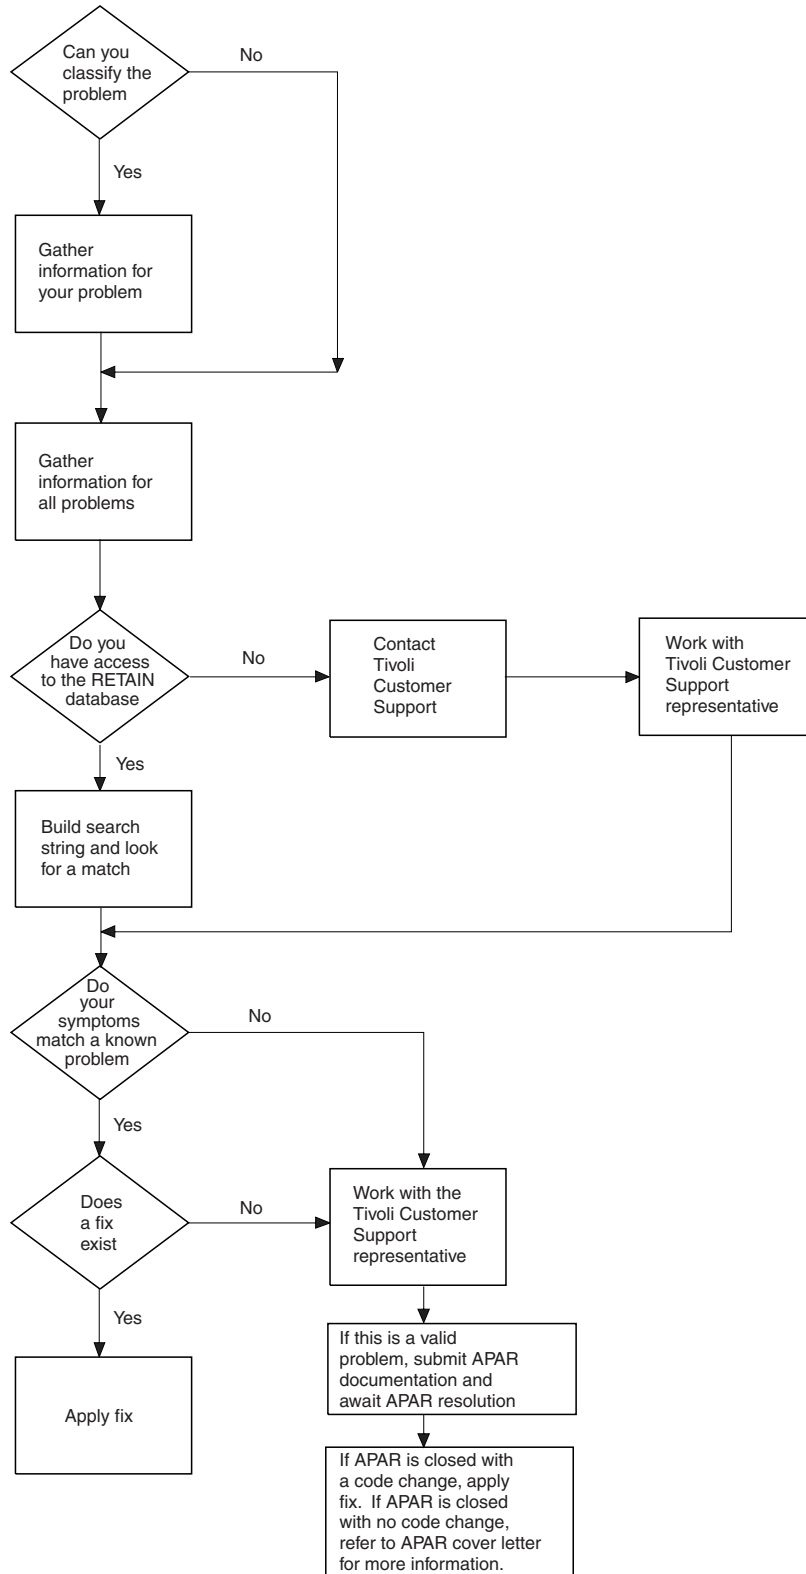 Can you
classify the
problem
No
Yes
Gather
information for
your problem
Gather
information for
all problems
Do you
have access
to the RETAIN
database
No
Contact
Tivoli
Customer
Support
Work with
Tivoli Customer
Support
representative
Yes
Build search
string and look
for a match
Do
your
symptoms
match a known
problem
No
Yes
Does
a fix
exist
No
Work with the
Tivoli Customer
Support
representative
Yes
Apply fix
If this is a valid
problem, submit APAR
documentation and
await APAR resolution
If APAR is closed with
a code change, apply
fix. If APAR is closed
with no code change,
refer to APAR cover letter
for more information.